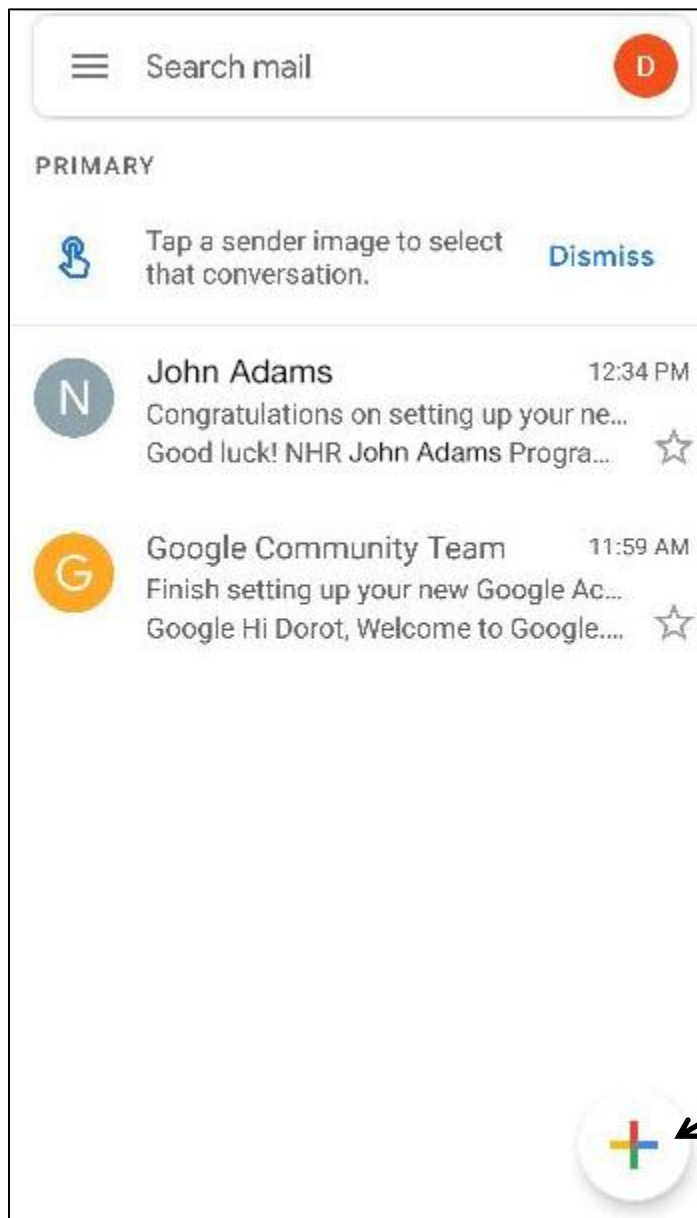 Search mail
D
PRIMARY
Tap a sender image to select
that conversation.
Dismiss
N
John Adams
12:34 PM
Congratulations on setting up your ne...
Good luck! NHR John Adams Progra...
G
Google Community Team
11:59 AM
Finish setting up your new Google Ac...
Google Hi Dorot, Welcome to Google....